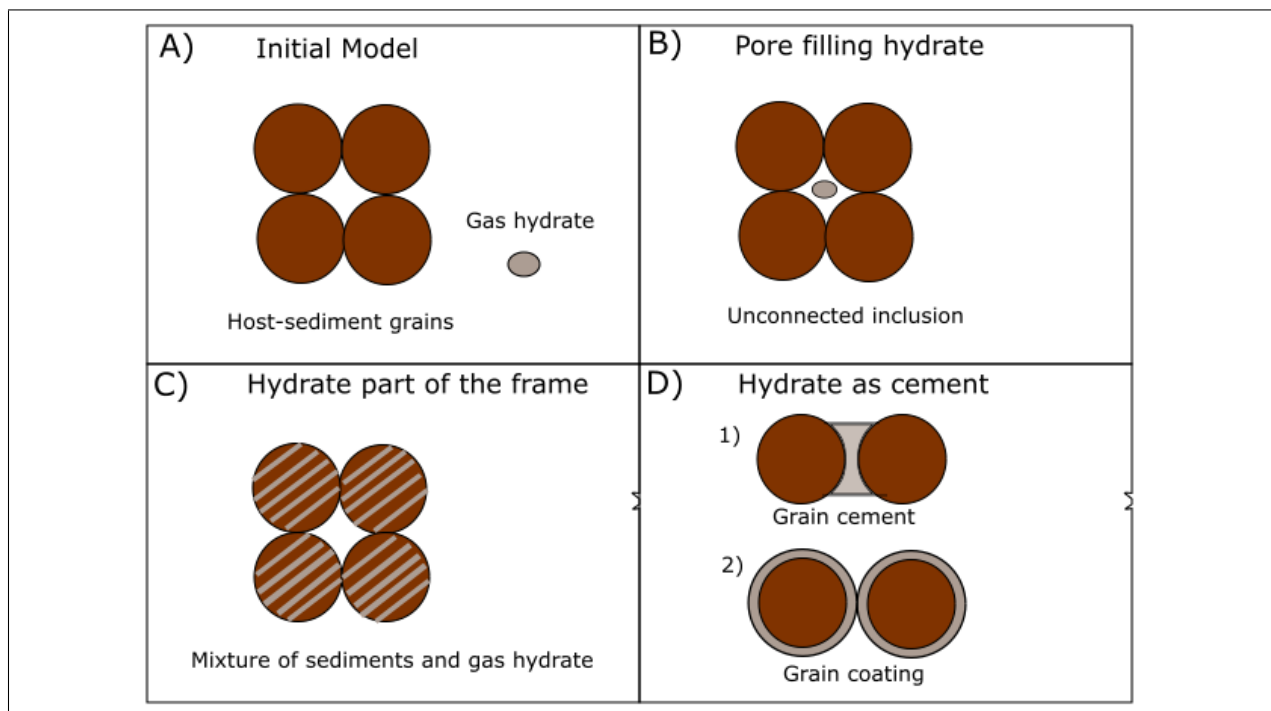 A) Initial Model
Gas hydrate
Host-sediment grains
B) Pore filling hydrate
Unconnected inclusion
C) Hydrate part of the frame
Σ
Mixture of sediments and gas hydrate
D) Hydrate as cement
1)
Σ
Grain cement
2)
Grain coating